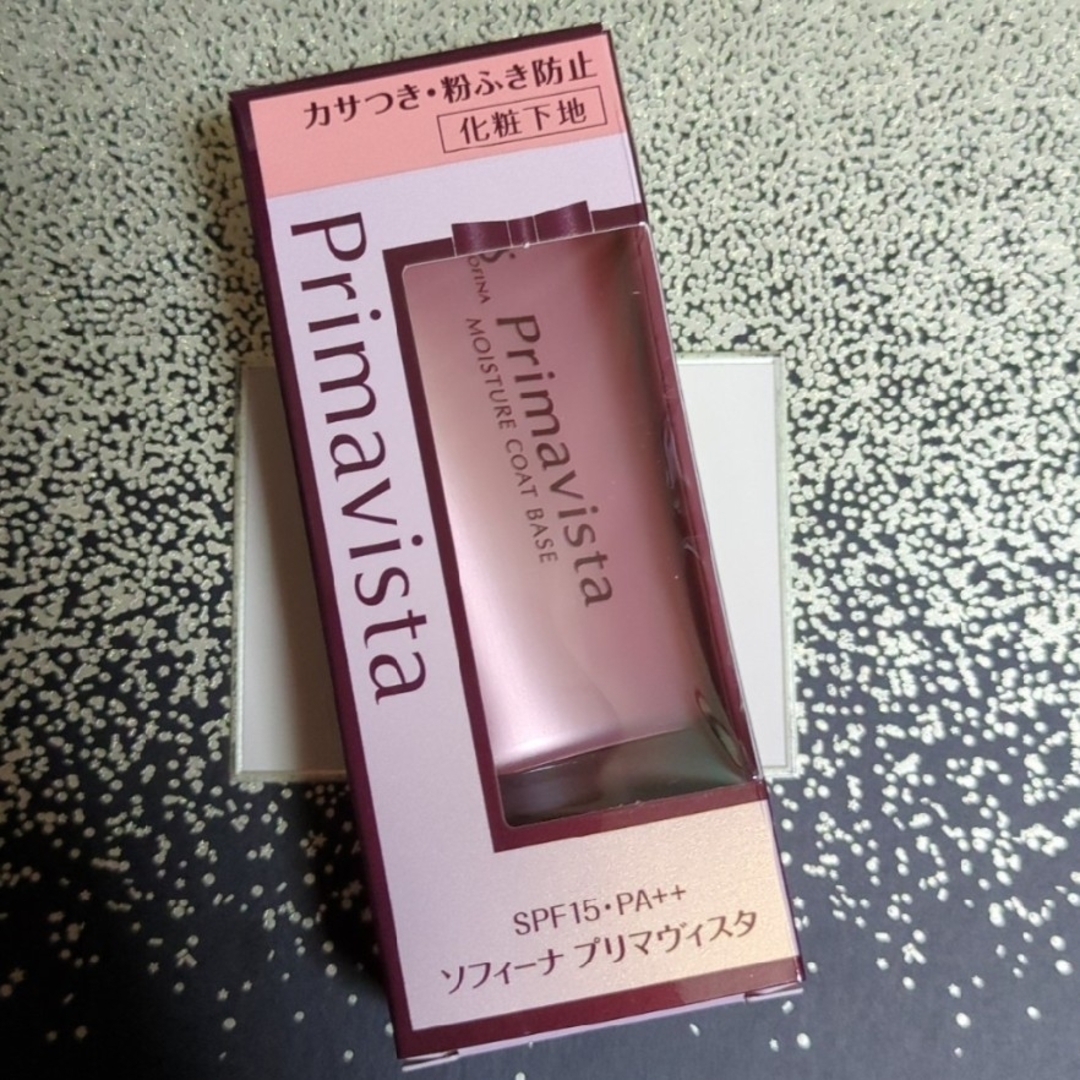 カサつき・粉ふき防止
化粧下地
Primavista
OFINA
Primavista
MOISTURE COAT BASE
SPF15・PA++
ソフィーナ プリマヴィスタ